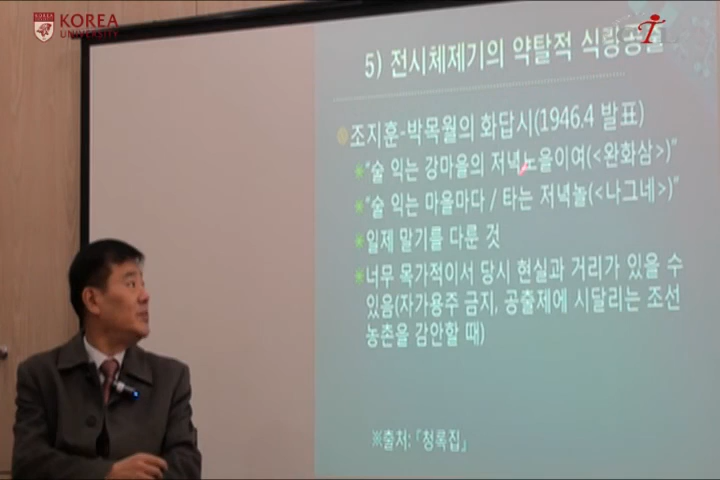 KOREA
UNIVERSITY
5) 전시체제기의 약탈적 식량공출
조지훈-박목월의 화답시(1946.4 발표)
“술 익는 강마을의 저녁노을이여(<완화삼>)”
“술 익는 마을마다 / 타는 저녁놀(<나그네>)”
일제 말기를 다룬 것
너무 목가적이서 당시 현실과 거리가 있을 수
있음(자가용주 금지, 공출제에 시달리는 조선
농촌을 감안할 때)
※출처: 『청록집』